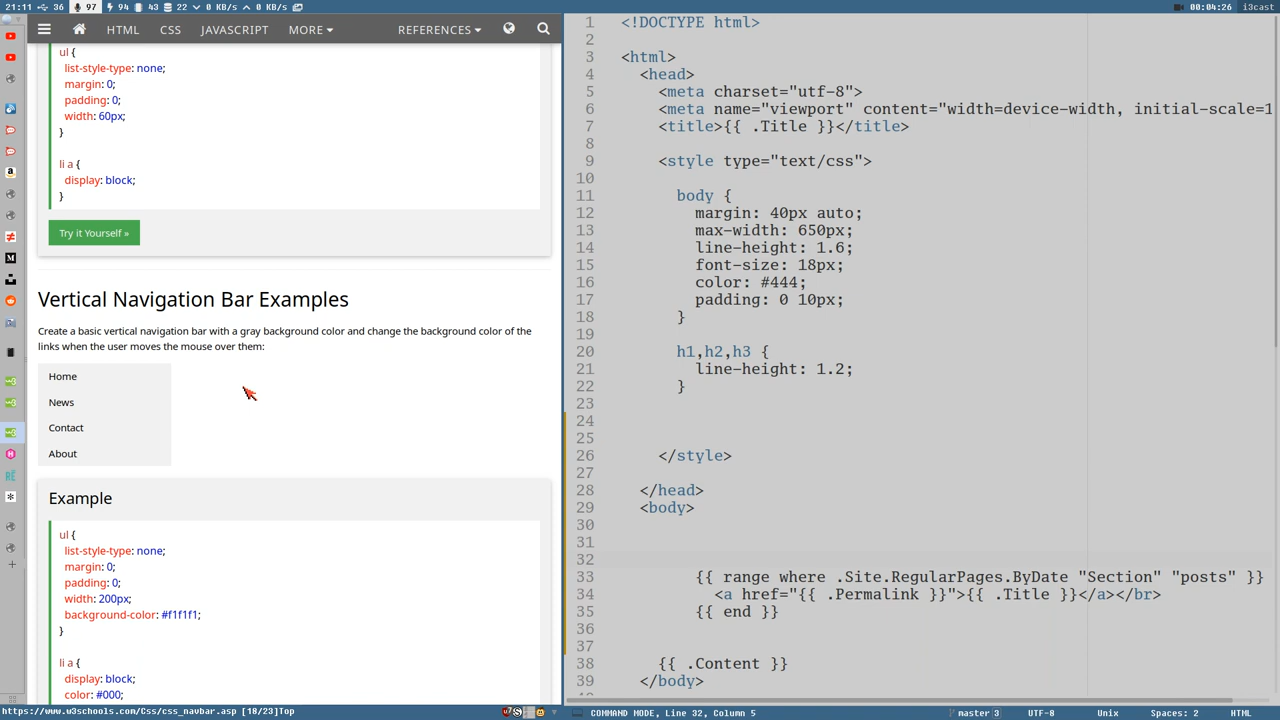 21:11 36 97 94 43 22 0 KB/s 0 KB/s 00:04:26 i3cast
HTML CSS JAVASCRIPT MORE REFERENCES
ul {
list-style-type: none;
margin: 0;
padding: 0;
width: 60px;
}
li a {
display: block;
}
Try it Yourself »
Vertical Navigation Bar Examples
Create a basic vertical navigation bar with a gray background color and change the background color of the
links when the user moves the mouse over them:
Home
News
Contact
About
Example
ul {
list-style-type: none;
margin: 0;
padding: 0;
width: 200px;
background-color: #f1f1f1;
}
li a {
display: block;
color: #000;
https://www.w3schools.com/Css/css_navbar.asp [18/23]Top
1 <!DOCTYPE html>
2
3 <html>
4 <head>
5 <meta charset="utf-8">
6 <meta name="viewport" content="width=device-width, initial-scale=1
7 <title>{{ .Title }}</title>
8
9 <style type="text/css">
10
11 body {
12 margin: 40px auto;
13 max-width: 650px;
14 line-height: 1.6;
15 font-size: 18px;
16 color: #444;
17 padding: 0 10px;
18 }
19
20 h1,h2,h3 {
21 line-height: 1.2;
22 }
23
24
25
26 </style>
27
28 </head>
29 <body>
30
31
32
33 {{ range where .Site.RegularPages.ByDate "Section" "posts" }}
34 <a href="{{ .Permalink }}">{{ .Title }}</a></br>
35 {{ end }}
36
37
38 {{ .Content }}
39 </body>
COMMAND MODE, Line 32, Column 5 master 3 UTF-8 Unix Spaces: 2 HTML